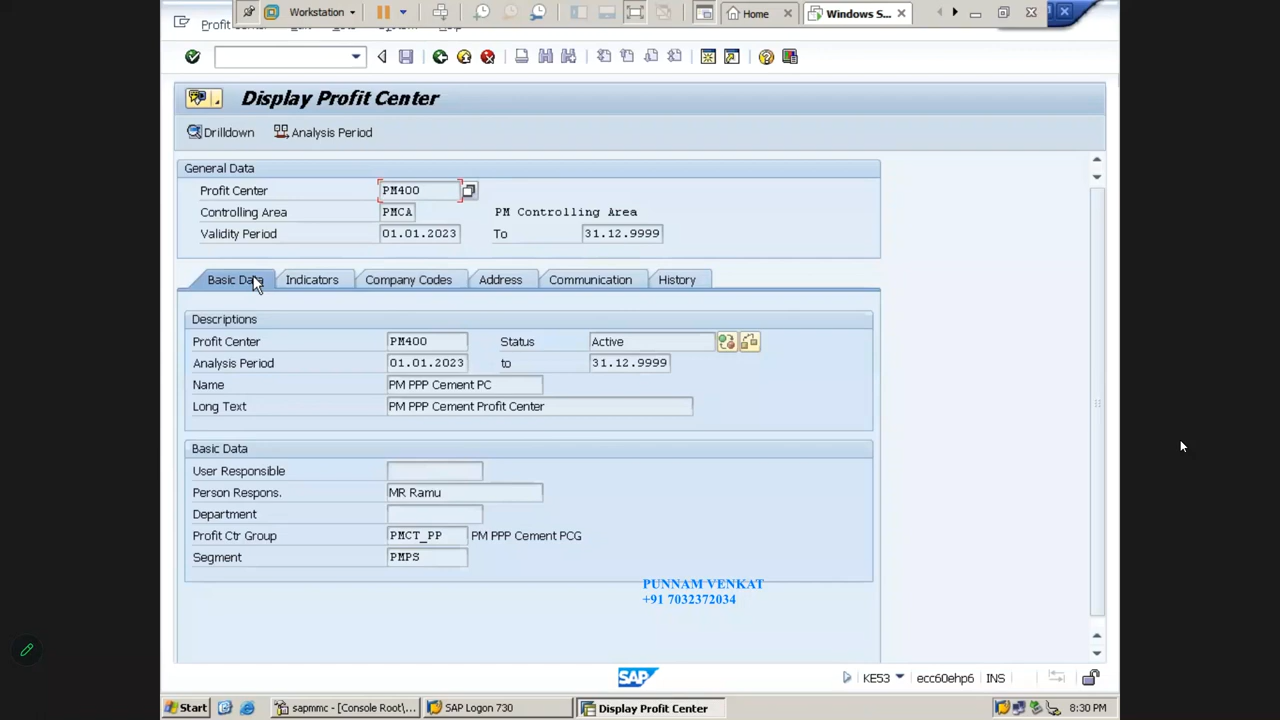 Workstation
Home
Windows S...
Profit
Display Profit Center
Drilldown Analysis Period
General Data
Profit Center PM400
Controlling Area PMCA PM Controlling Area
Validity Period 01.01.2023 To 31.12.9999
Basic Data Indicators Company Codes Address Communication History
Descriptions
Profit Center PM400 Status Active
Analysis Period 01.01.2023 to 31.12.9999
Name PM PPP Cement PC
Long Text PM PPP Cement Profit Center
Basic Data
User Responsible
Person Respons. MR Ramu
Department
Profit Ctr Group PMCT_PP PM PPP Cement PCG
Segment PMPS
PUNNAM VENKAT
+91 7032372034
SAP KE53 ecc60ehp6 INS
Start sapmmc - [Console Root\... SAP Logon 730 Display Profit Center 8:30 PM